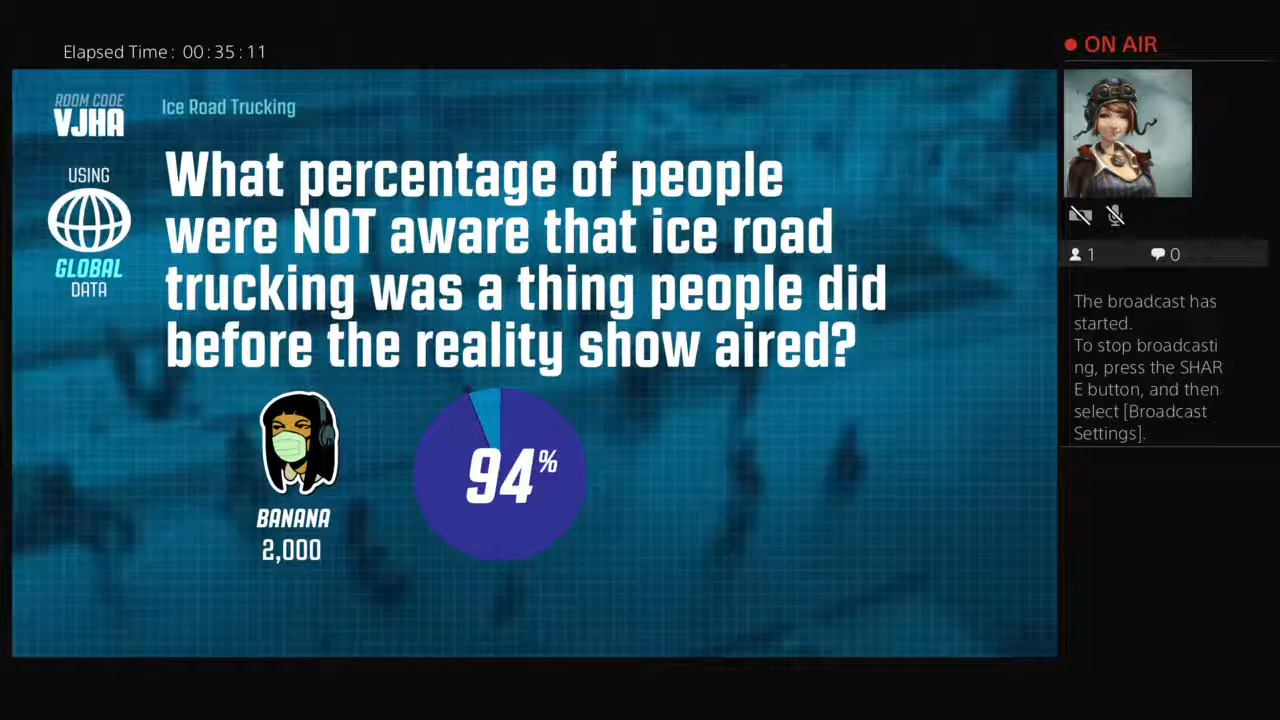 Elapsed Time: 00:35:11
ON AIR
ROOM CODE
VJHA
Ice Road Trucking
USING
GLOBAL
DATA
What percentage of people
were NOT aware that ice road
trucking was a thing people did
before the reality show aired?
94%
BANANA
2,000
1
0
The broadcast has
started.
To stop broadcasti
ng, press the SHAR
E button, and then
select [Broadcast
Settings].